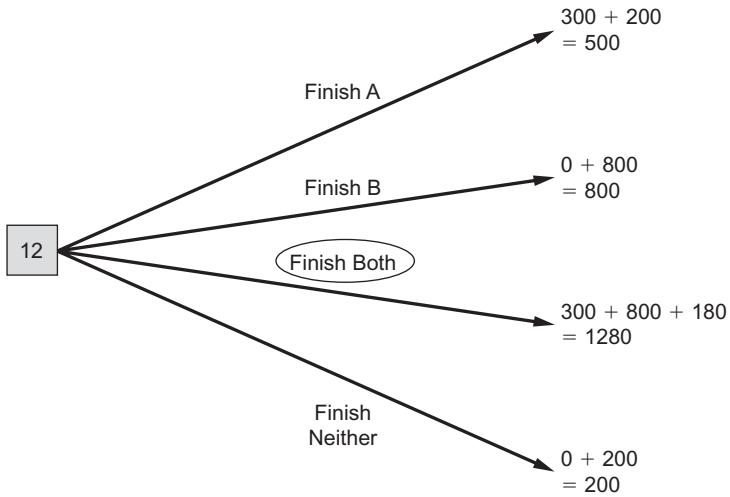 300 + 200
= 500
Finish A
0 + 800
= 800
Finish B
12
Finish Both
300 + 800 + 180
= 1280
Finish
Neither
0 + 200
= 200